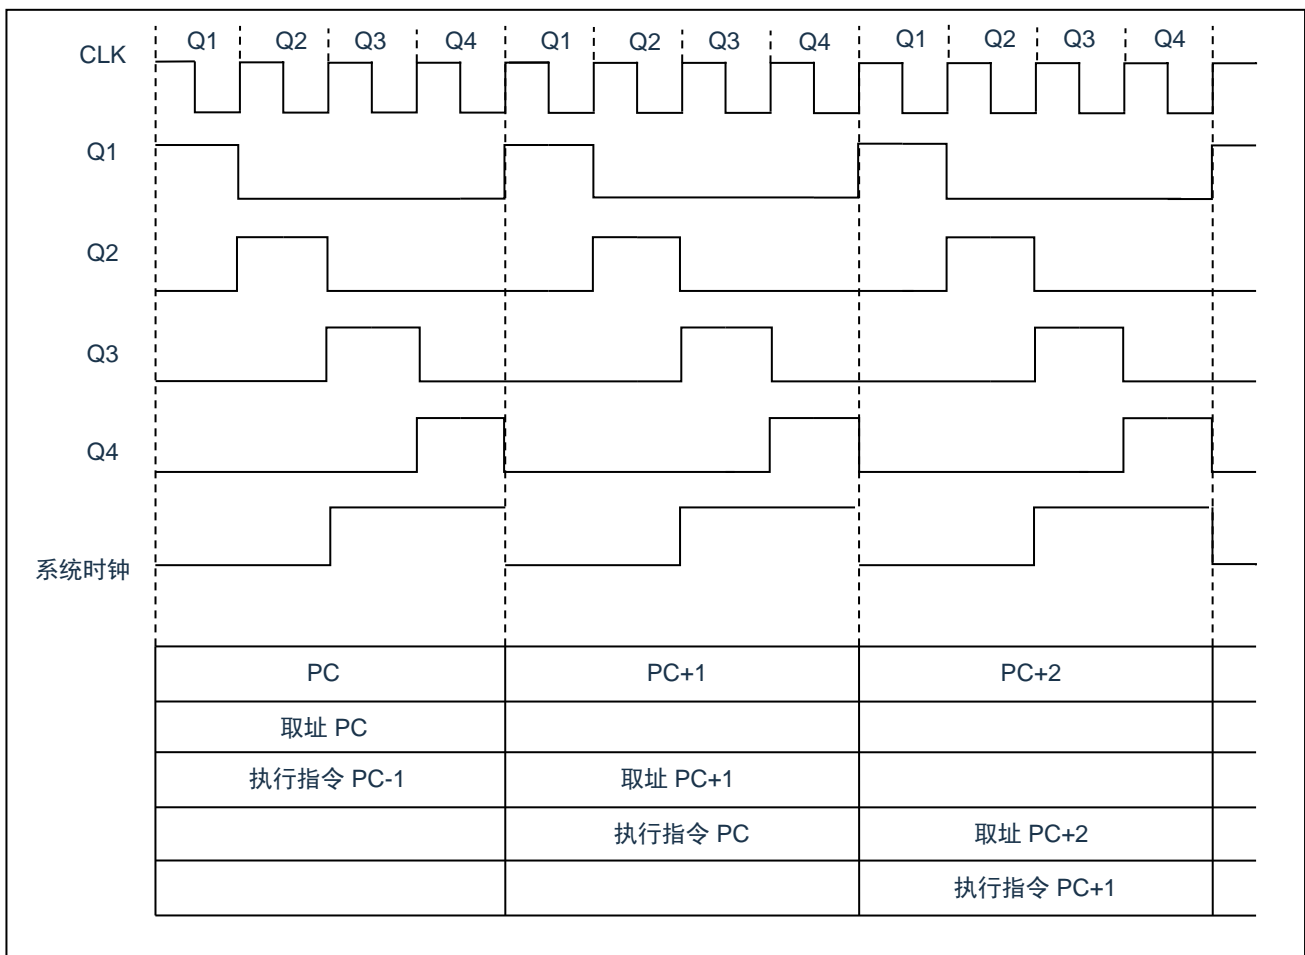 CLK Q1 Q2 Q3 Q4 Q1 Q2 Q3 Q4 Q1 Q2 Q3 Q4
Q1
Q2
Q3
Q4
系统时钟
PC PC+1 PC+2
取址 PC
执行指令 PC-1 取址 PC+1
执行指令 PC 取址 PC+2
执行指令 PC+1